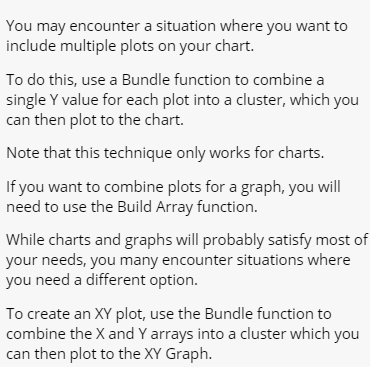 You may encounter a situation where you want to
include multiple plots on your chart.
To do this, use a Bundle function to combine a
single Y value for each plot into a cluster, which you
can then plot to the chart.
Note that this technique only works for charts.
If you want to combine plots for a graph, you will
need to use the Build Array function.
While charts and graphs will probably satisfy most of
your needs, you many encounter situations where
you need a different option.
To create an XY plot, use the Bundle function to
combine the X and Y arrays into a cluster which you
can then plot to the XY Graph.